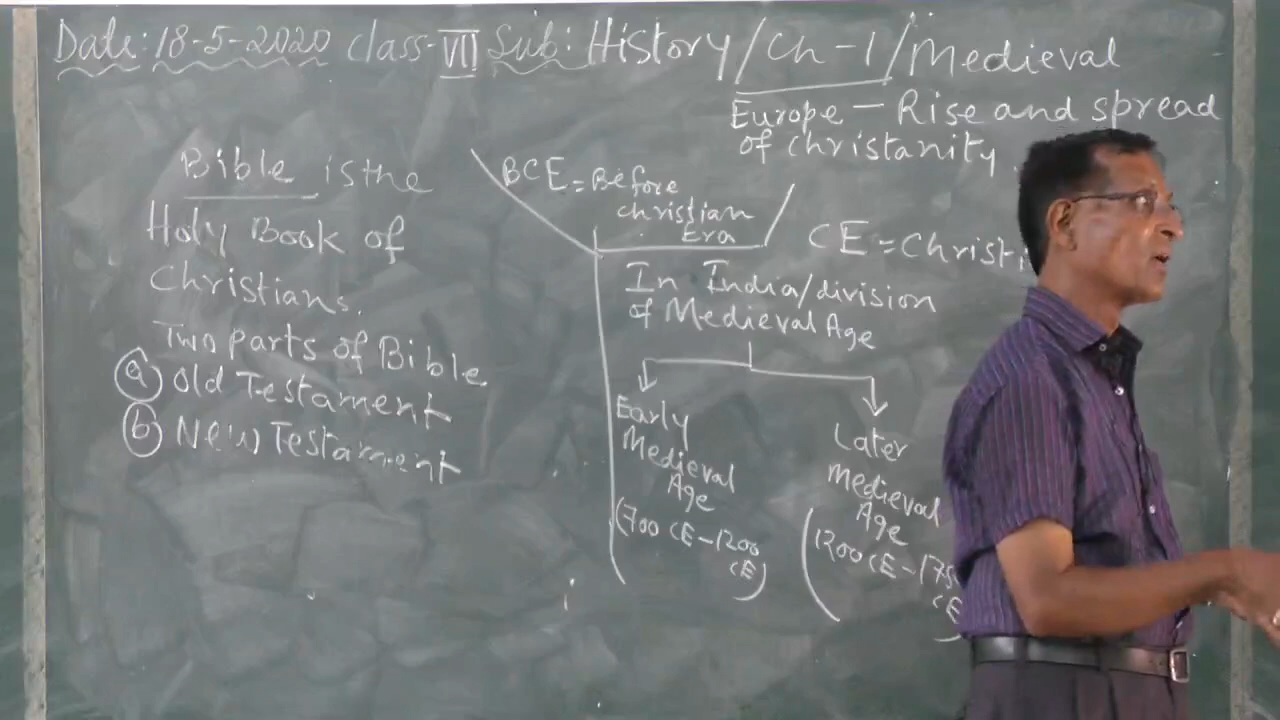 Date: 18-5-2020 class-VII Sub: History/Ch-1/Medieval
Europe — Rise and spread
of christanity.
Bible is the
Holy Book of
Christians.
Two parts of Bible
(a) Old Testament
(b) New Testament
BCE = Before
christian
Era
CE =
In India/division
of Medieval Age
Early
Medieval
Age
(700 CE-1200
CE)
Later
Medieval
Age
(1200 CE-